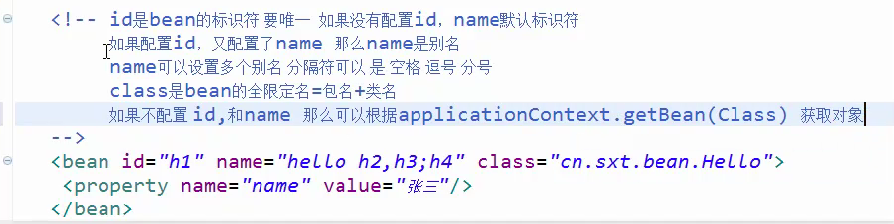 <!-- id是bean的标识符 要唯一 如果没有配置id, name默认标识符
如果配置id, 又配置了name 那么name是别名
name可以设置多个别名 分隔符可以 是 空格 逗号 分号
class是bean的全限定名=包名+类名
如果不配置 id,和name 那么可以根据applicationContext.getBean(Class) 获取对象
-->
<bean id="h1" name="hello h2,h3;h4" class="cn.sxt.bean.Hello">
<property name="name" value="张三"/>
</bean>